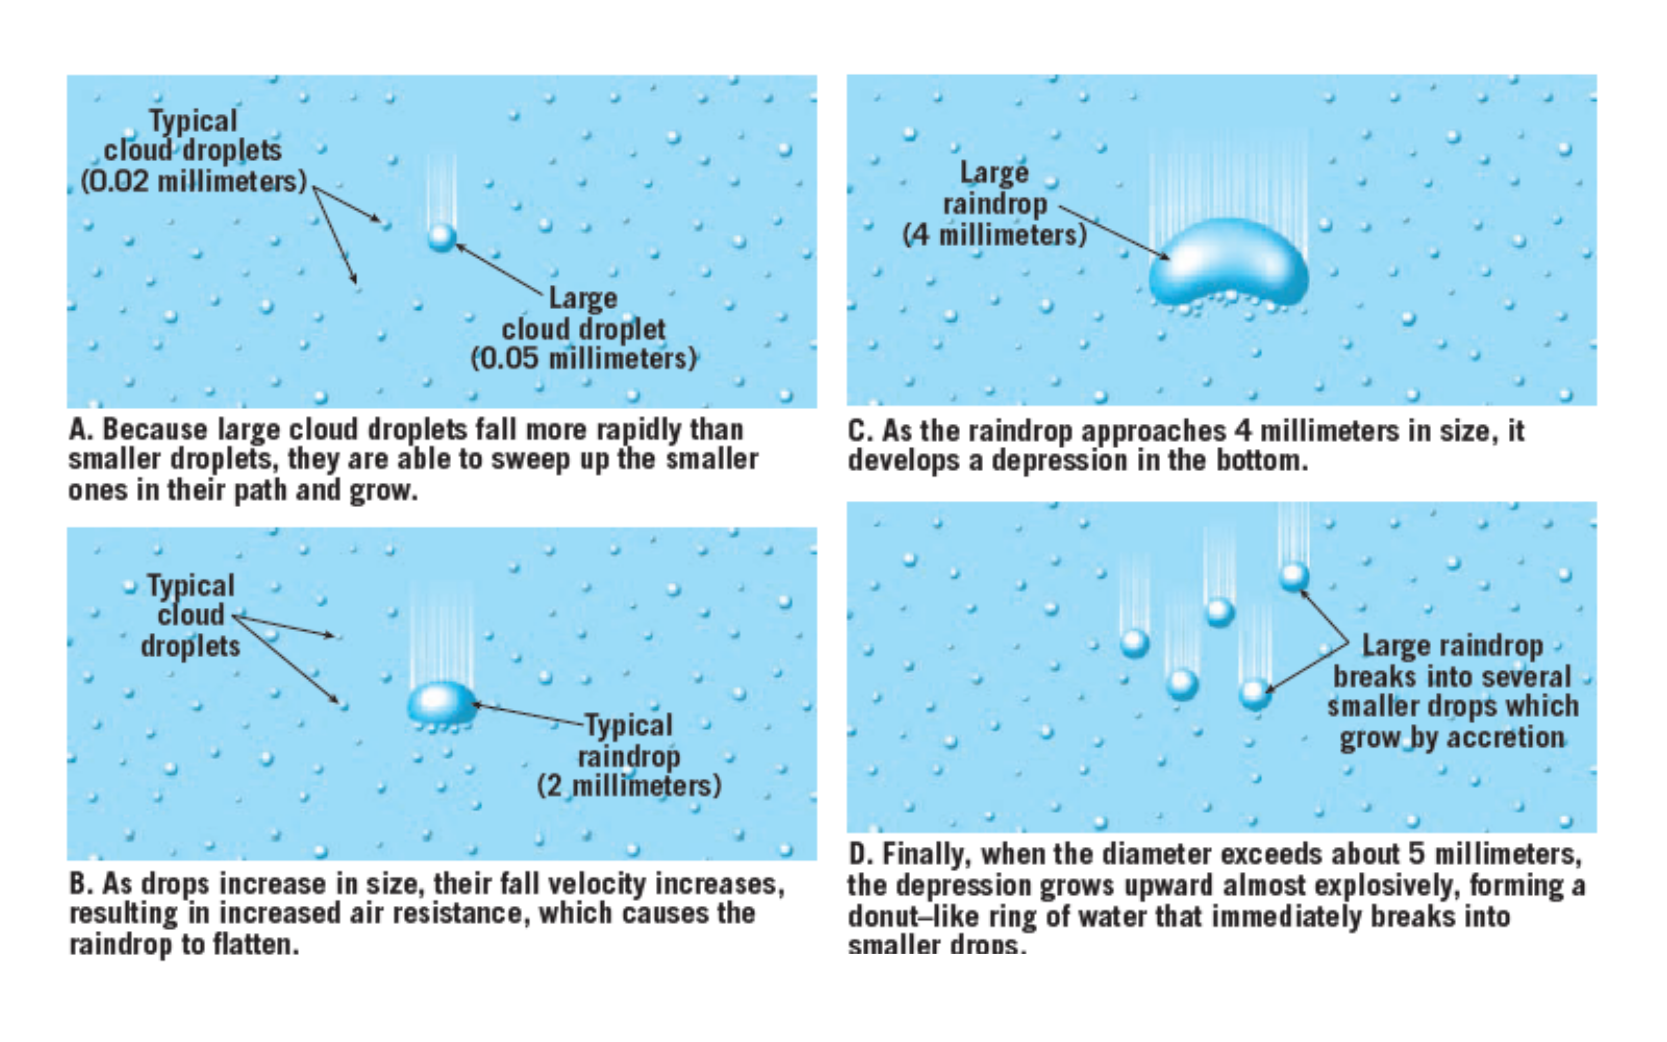 Typical
cloud droplets
(0.02 millimeters)
Large
cloud droplet
(0.05 millimeters)
A. Because large cloud droplets fall more rapidly than
smaller droplets, they are able to sweep up the smaller
ones in their path and grow.
Typical
cloud
droplets
Typical
raindrop
(2 millimeters)
B. As drops increase in size, their fall velocity increases,
resulting in increased air resistance, which causes the
raindrop to flatten.
Large
raindrop
(4 millimeters)
C. As the raindrop approaches 4 millimeters in size, it
develops a depression in the bottom.
Large raindrop
breaks into several
smaller drops which
grow by accretion
D. Finally, when the diameter exceeds about 5 millimeters,
the depression grows upward almost explosively, forming a
donut–like ring of water that immediately breaks into
smaller drops.